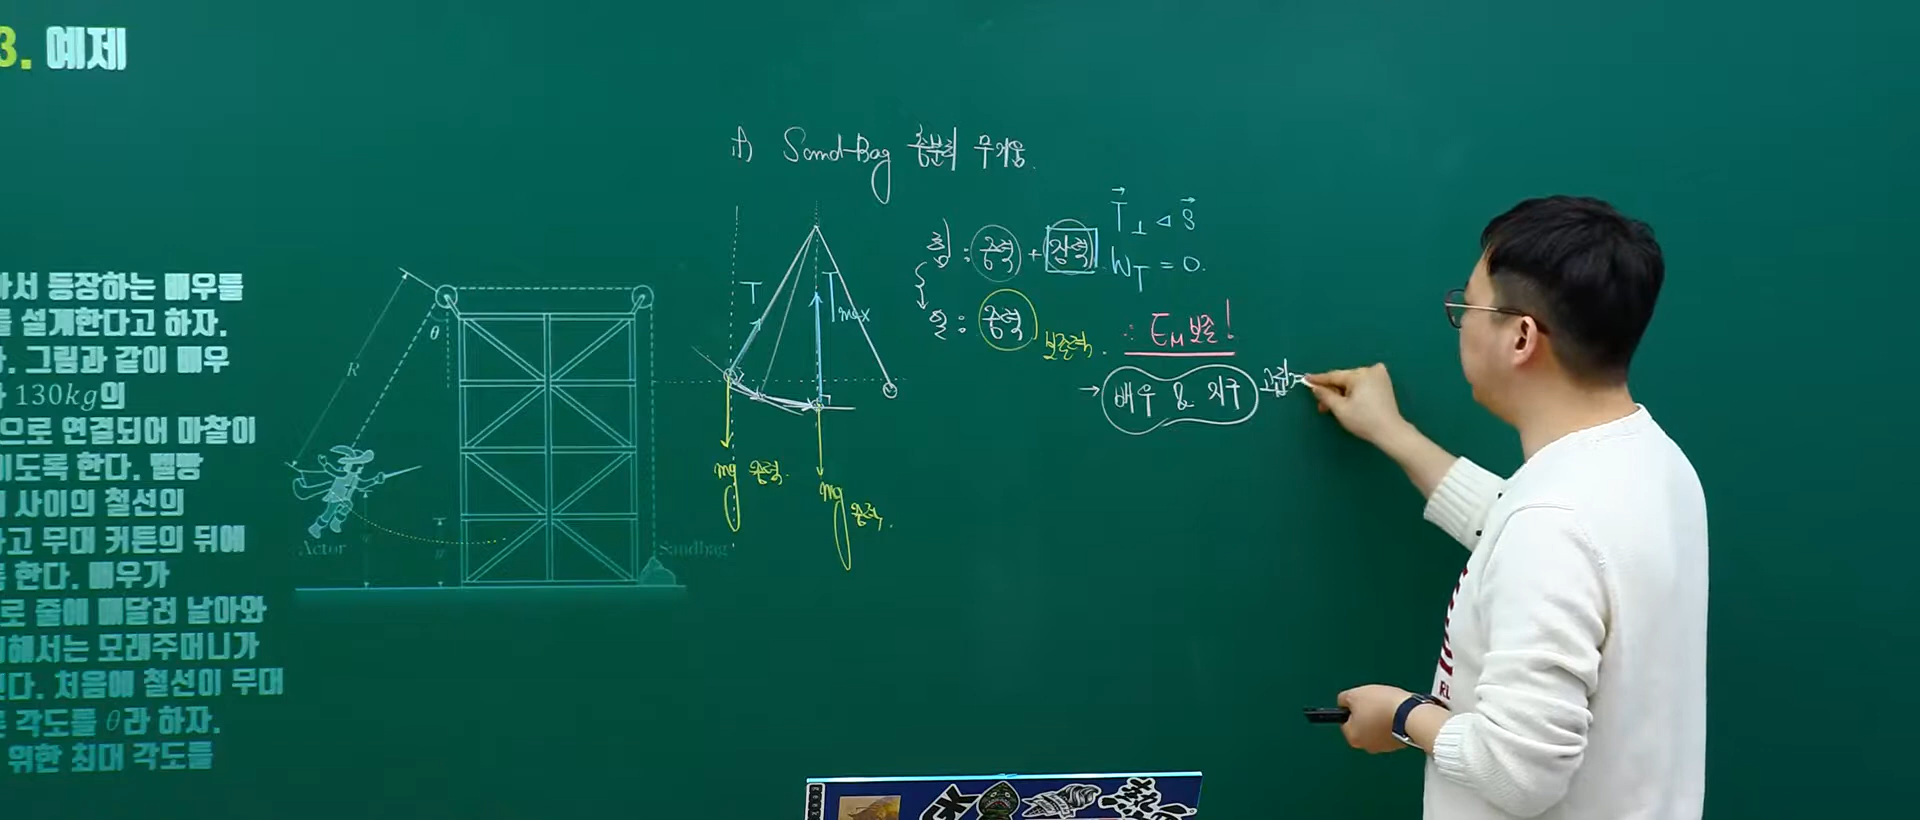 3. 예제
아서 등장하는 배우를
를 설계한다고 하자.
. 그림과 같이 배우
130kg의
으로 연결되어 마찰이
이도록 한다. 멜빵
사이의 철선의
하고 무대 커튼의 뒤에
한다. 배우가
로 줄에 매달려 날아와
해서는 모래주머니가
다. 처음에 철선이 무대
각도를 θ라 하자.
위한 최대 각도를
R
θ
Actor
Sandbag
Sand-Bag 충분히 무거움.
힘 : 중력 + 장력
T⊥ △ S
W_T = 0.
일 : 중력 보존력.
∴ E_M 보존!
→ 배우 & 지구
T
T max
mg 중력.
mg 중력.